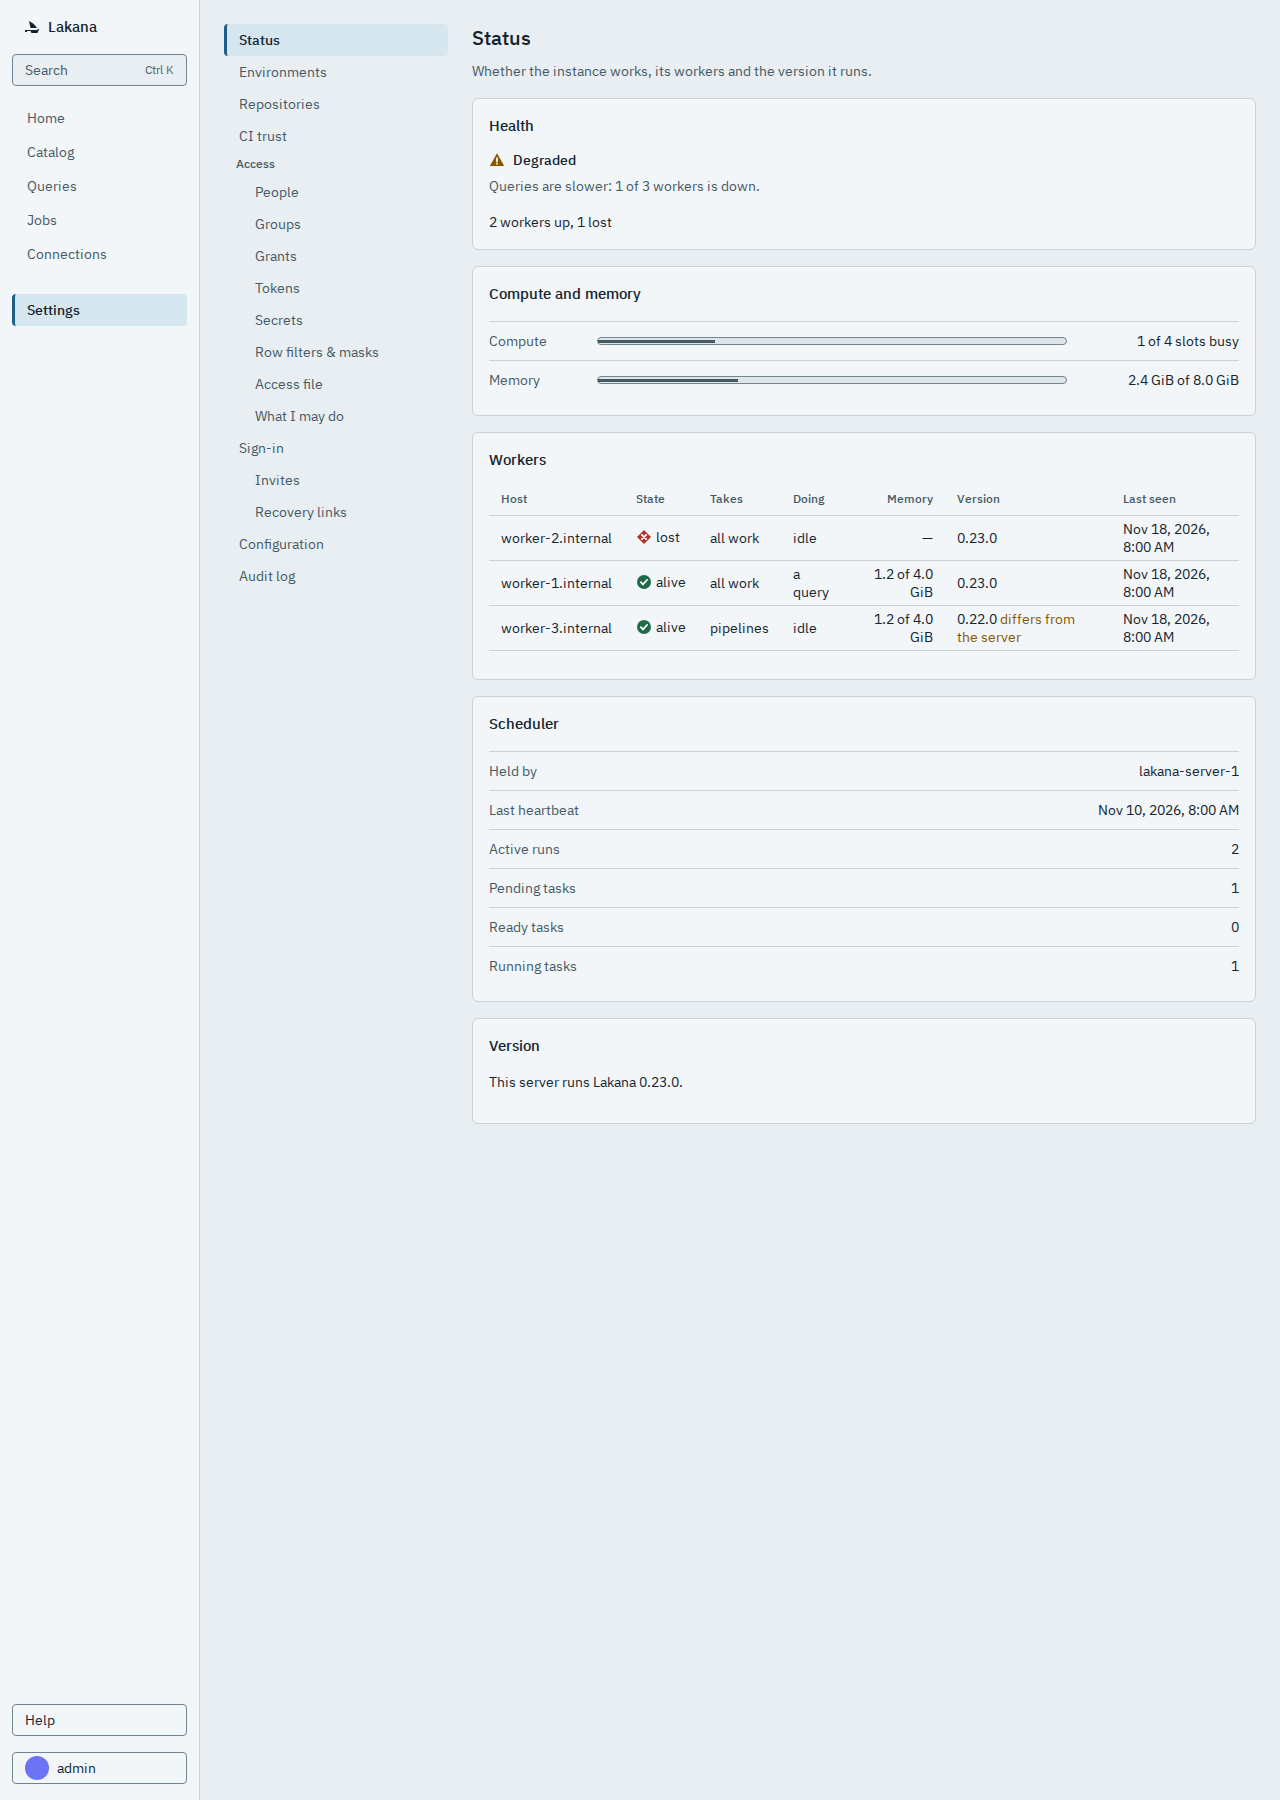 Lakana
Search Ctrl K
Home
Catalog
Queries
Jobs
Connections
Settings
Help
admin
Status
Environments
Repositories
CI trust
Access
People
Groups
Grants
Tokens
Secrets
Row filters & masks
Access file
What I may do
Sign-in
Invites
Recovery links
Configuration
Audit log
Status
Whether the instance works, its workers and the version it runs.
Health
Degraded
Queries are slower: 1 of 3 workers is down.
2 workers up, 1 lost
Compute and memory
Compute 1 of 4 slots busy
Memory 2.4 GiB of 8.0 GiB
Workers
Host State Takes Doing Memory Version Last seen
worker-2.internal lost all work idle — 0.23.0 Nov 18, 2026,
8:00 AM
worker-1.internal alive all work a 1.2 of 4.0 0.23.0 Nov 18, 2026,
query GiB 8:00 AM
worker-3.internal alive pipelines idle 1.2 of 4.0 0.22.0 differs from Nov 18, 2026,
GiB the server 8:00 AM
Scheduler
Held by lakana-server-1
Last heartbeat Nov 10, 2026, 8:00 AM
Active runs 2
Pending tasks 1
Ready tasks 0
Running tasks 1
Version
This server runs Lakana 0.23.0.